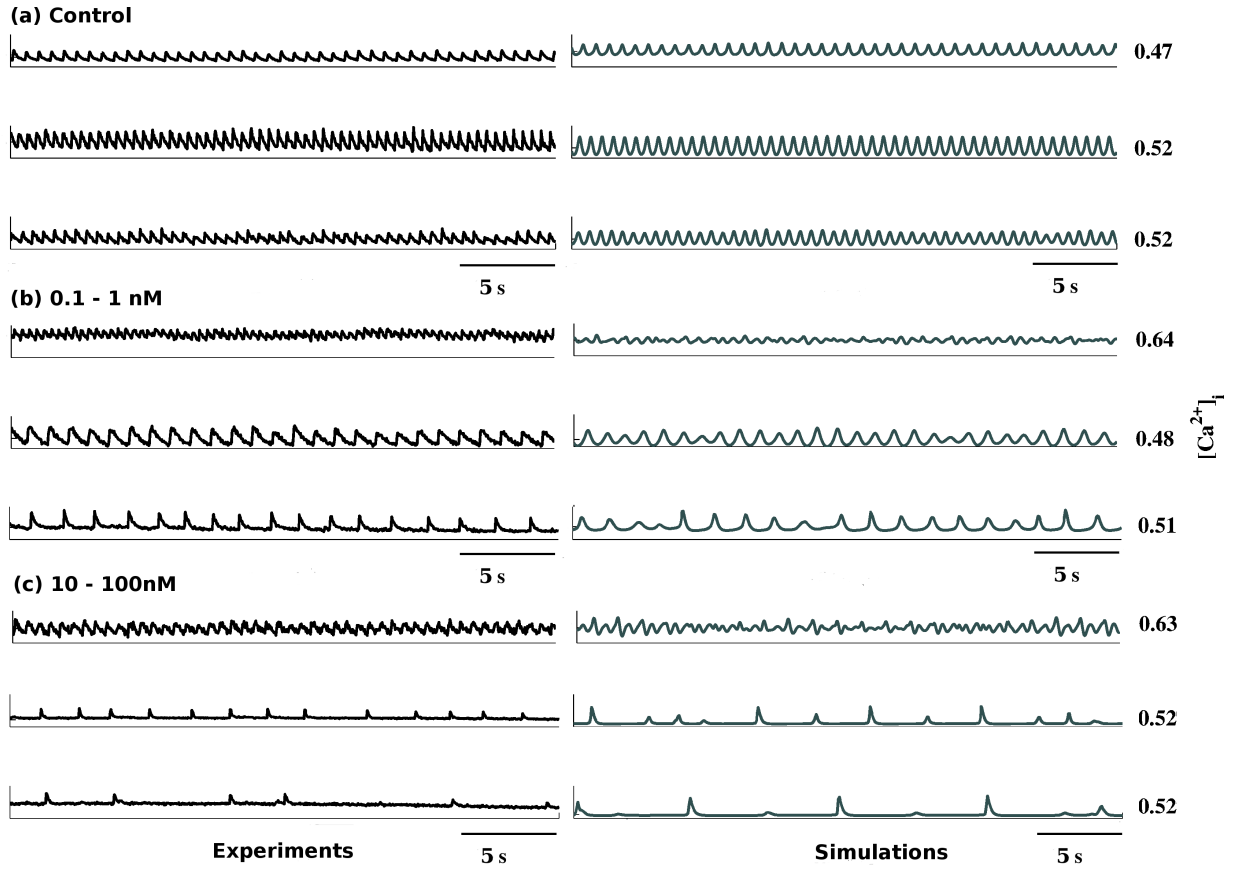 (a) Control
0.47
0.52
0.52
5 s
5 s
(b) 0.1 - 1 nM
0.64
0.48
[Ca2+]i
0.51
5 s
5 s
(c) 10 - 100nM
0.63
0.52
0.52
Experiments
5 s
Simulations
5 s